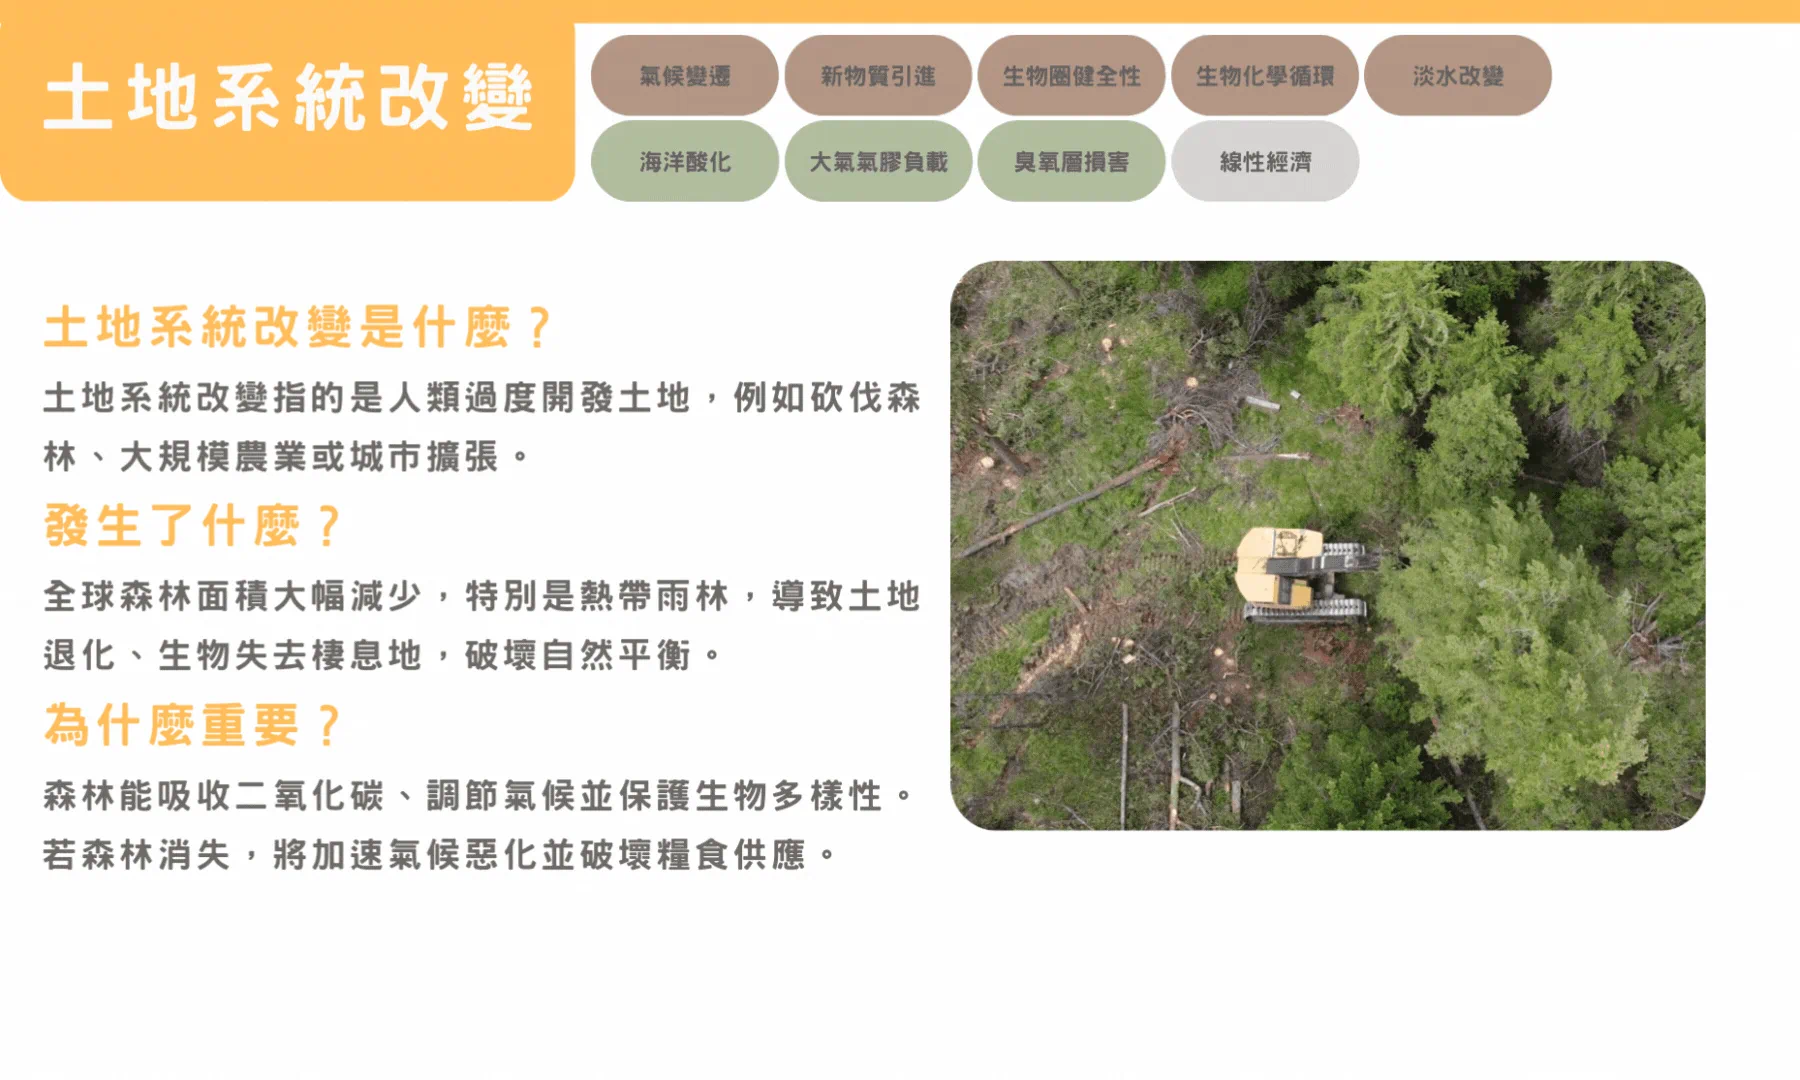 土地系統改變
氣候變遷
新物質引進
生物圈健全性
生物化學循環
淡水改變
海洋酸化
大氣氣膠負載
臭氧層損害
線性經濟
土地系統改變是什麼？
土地系統改變指的是人類過度開發土地，例如砍伐森
林、大規模農業或城市擴張。
發生了什麼？
全球森林面積大幅減少，特別是熱帶雨林，導致土地
退化、生物失去棲息地，破壞自然平衡。
為什麼重要？
森林能吸收二氧化碳、調節氣候並保護生物多樣性。
若森林消失，將加速氣候惡化並破壞糧食供應。